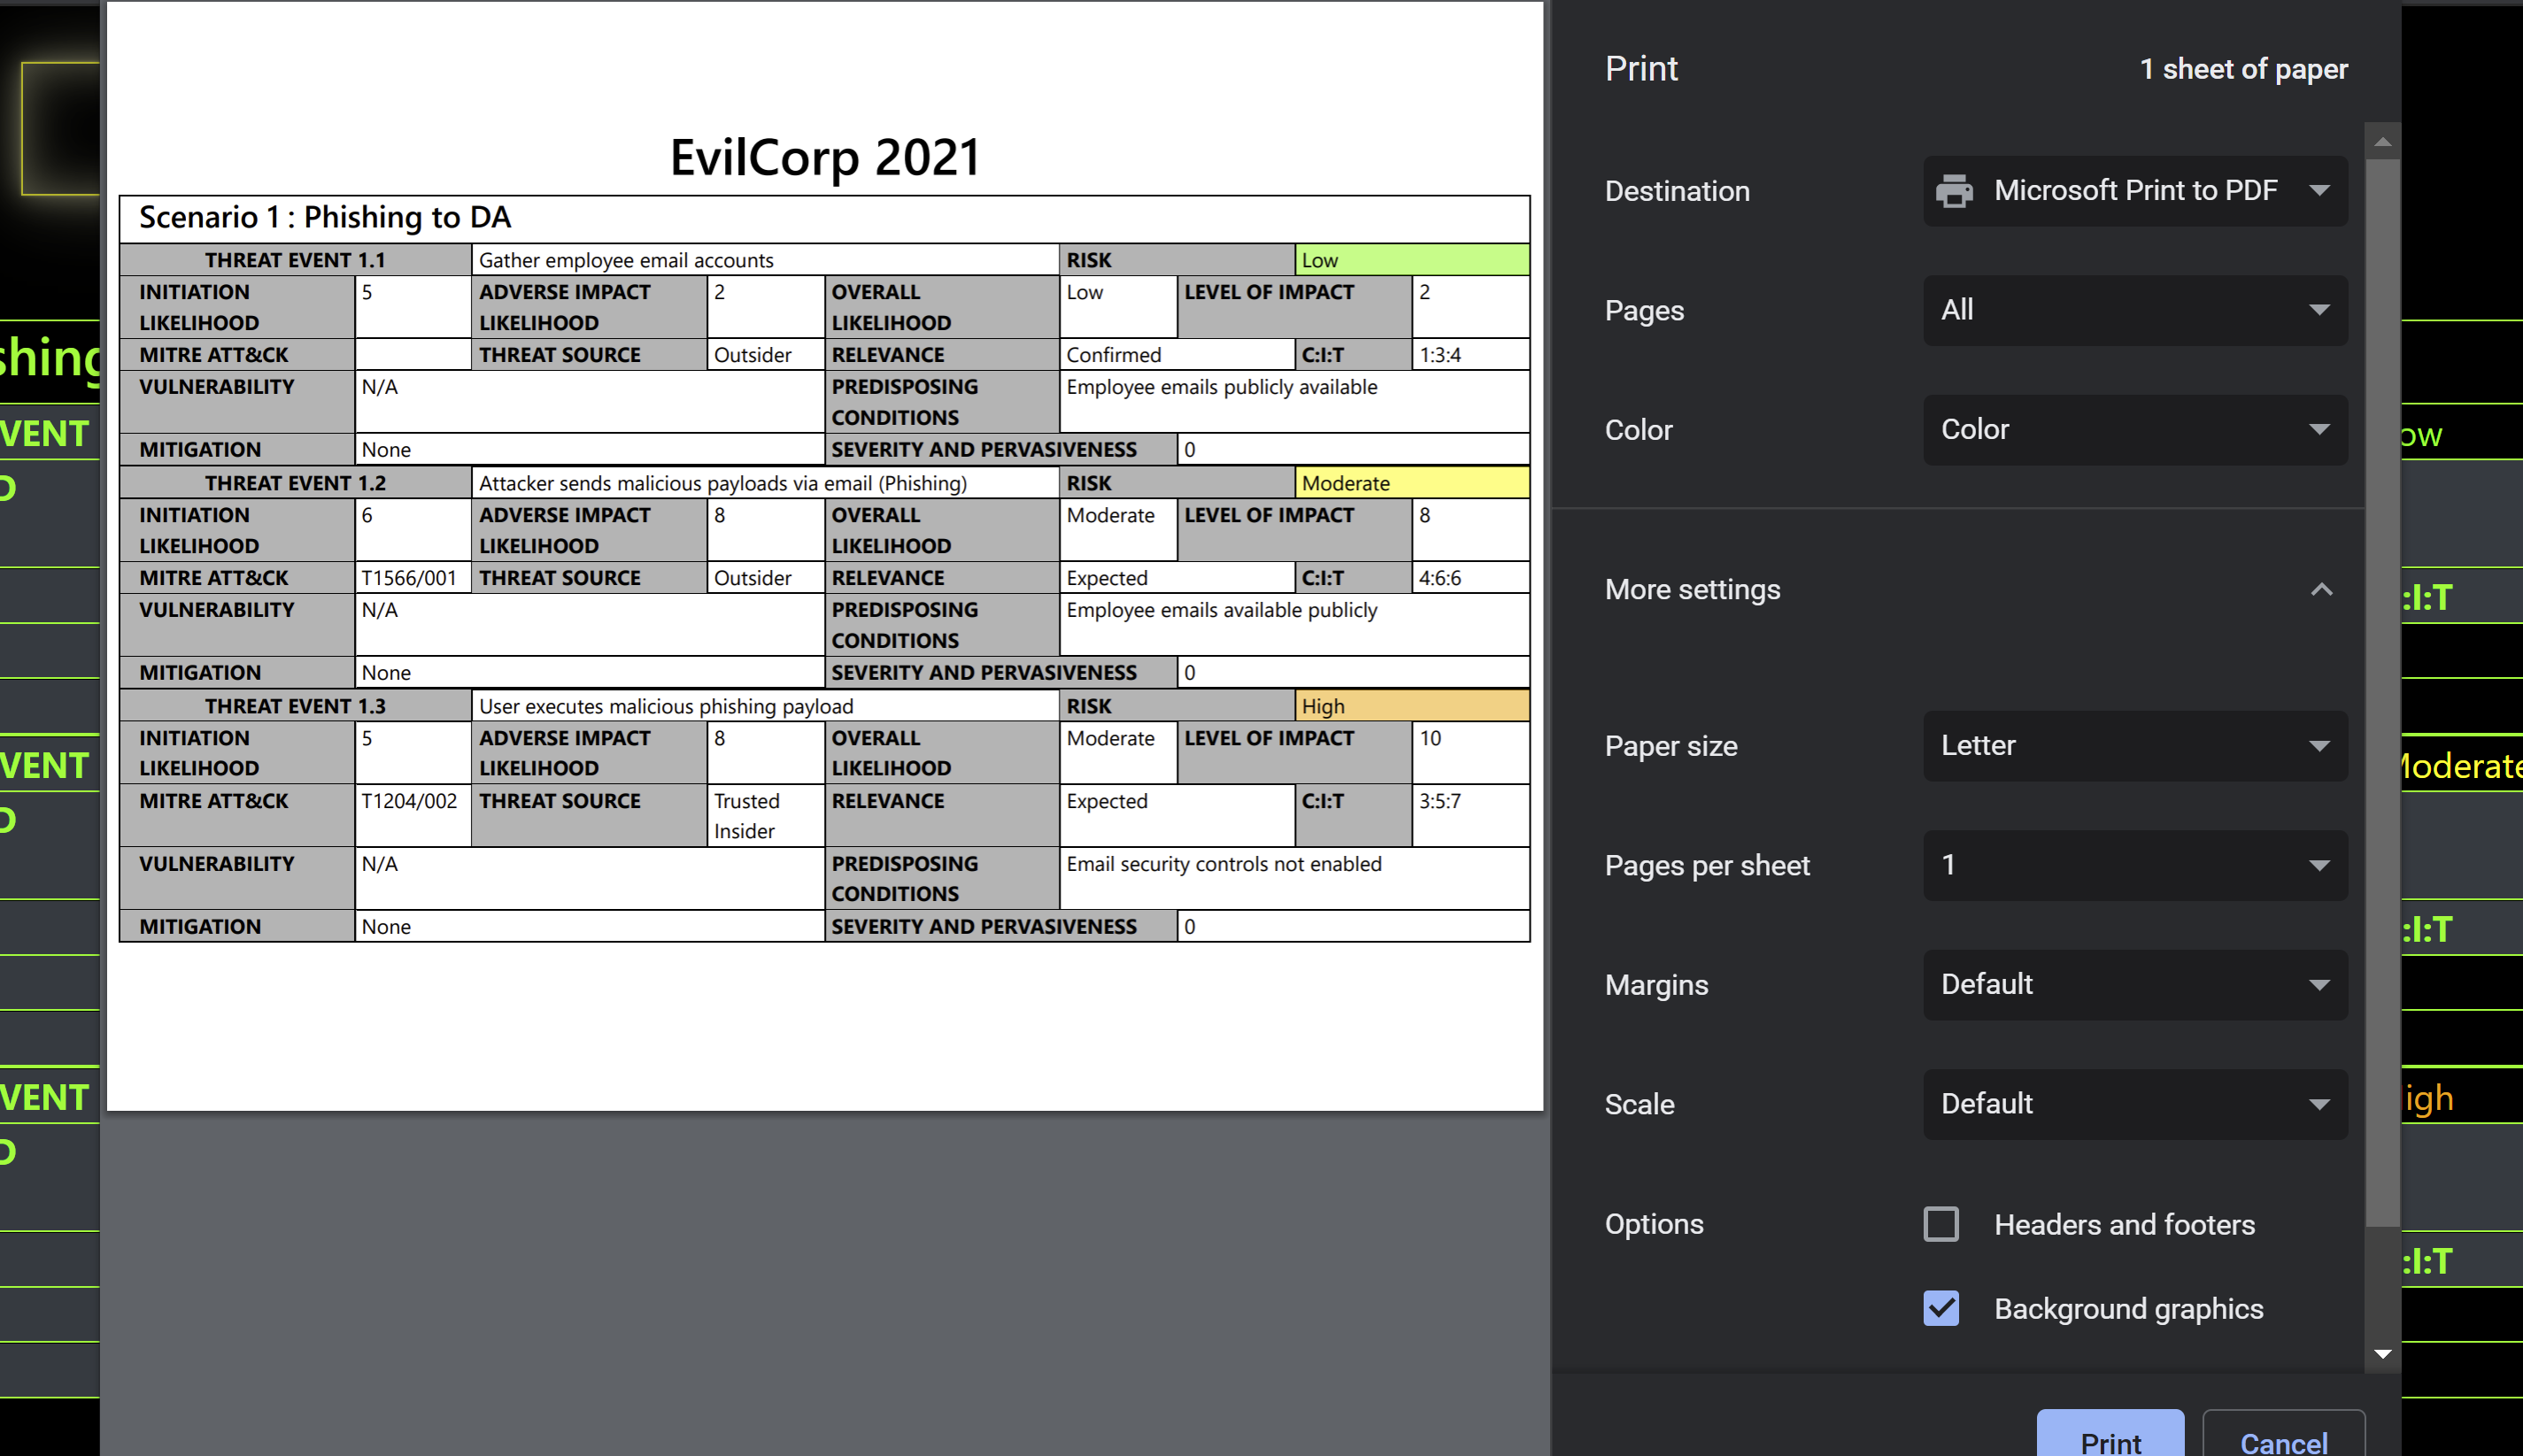 EvilCorp 2021
Scenario 1 : Phishing to DA
THREAT EVENT 1.1 Gather employee email accounts RISK Low
INITIATION LIKELIHOOD 5 ADVERSE IMPACT LIKELIHOOD 2 OVERALL LIKELIHOOD Low LEVEL OF IMPACT 2
MITRE ATT&CK THREAT SOURCE Outsider RELEVANCE Confirmed C:I:T 1:3:4
VULNERABILITY N/A PREDISPOSING CONDITIONS Employee emails publicly available
MITIGATION None SEVERITY AND PERVASIVENESS 0
THREAT EVENT 1.2 Attacker sends malicious payloads via email (Phishing) RISK Moderate
INITIATION LIKELIHOOD 6 ADVERSE IMPACT LIKELIHOOD 8 OVERALL LIKELIHOOD Moderate LEVEL OF IMPACT 8
MITRE ATT&CK T1566/001 THREAT SOURCE Outsider RELEVANCE Expected C:I:T 4:6:6
VULNERABILITY N/A PREDISPOSING CONDITIONS Employee emails available publicly
MITIGATION None SEVERITY AND PERVASIVENESS 0
THREAT EVENT 1.3 User executes malicious phishing payload RISK High
INITIATION LIKELIHOOD 5 ADVERSE IMPACT LIKELIHOOD 8 OVERALL LIKELIHOOD Moderate LEVEL OF IMPACT 10
MITRE ATT&CK T1204/002 THREAT SOURCE Trusted Insider RELEVANCE Expected C:I:T 3:5:7
VULNERABILITY N/A PREDISPOSING CONDITIONS Email security controls not enabled
MITIGATION None SEVERITY AND PERVASIVENESS 0
Print 1 sheet of paper
Destination Microsoft Print to PDF
Pages All
Color Color
More settings
Paper size Letter
Pages per sheet 1
Margins Default
Scale Default
Options Headers and footers
Background graphics
Print Cancel